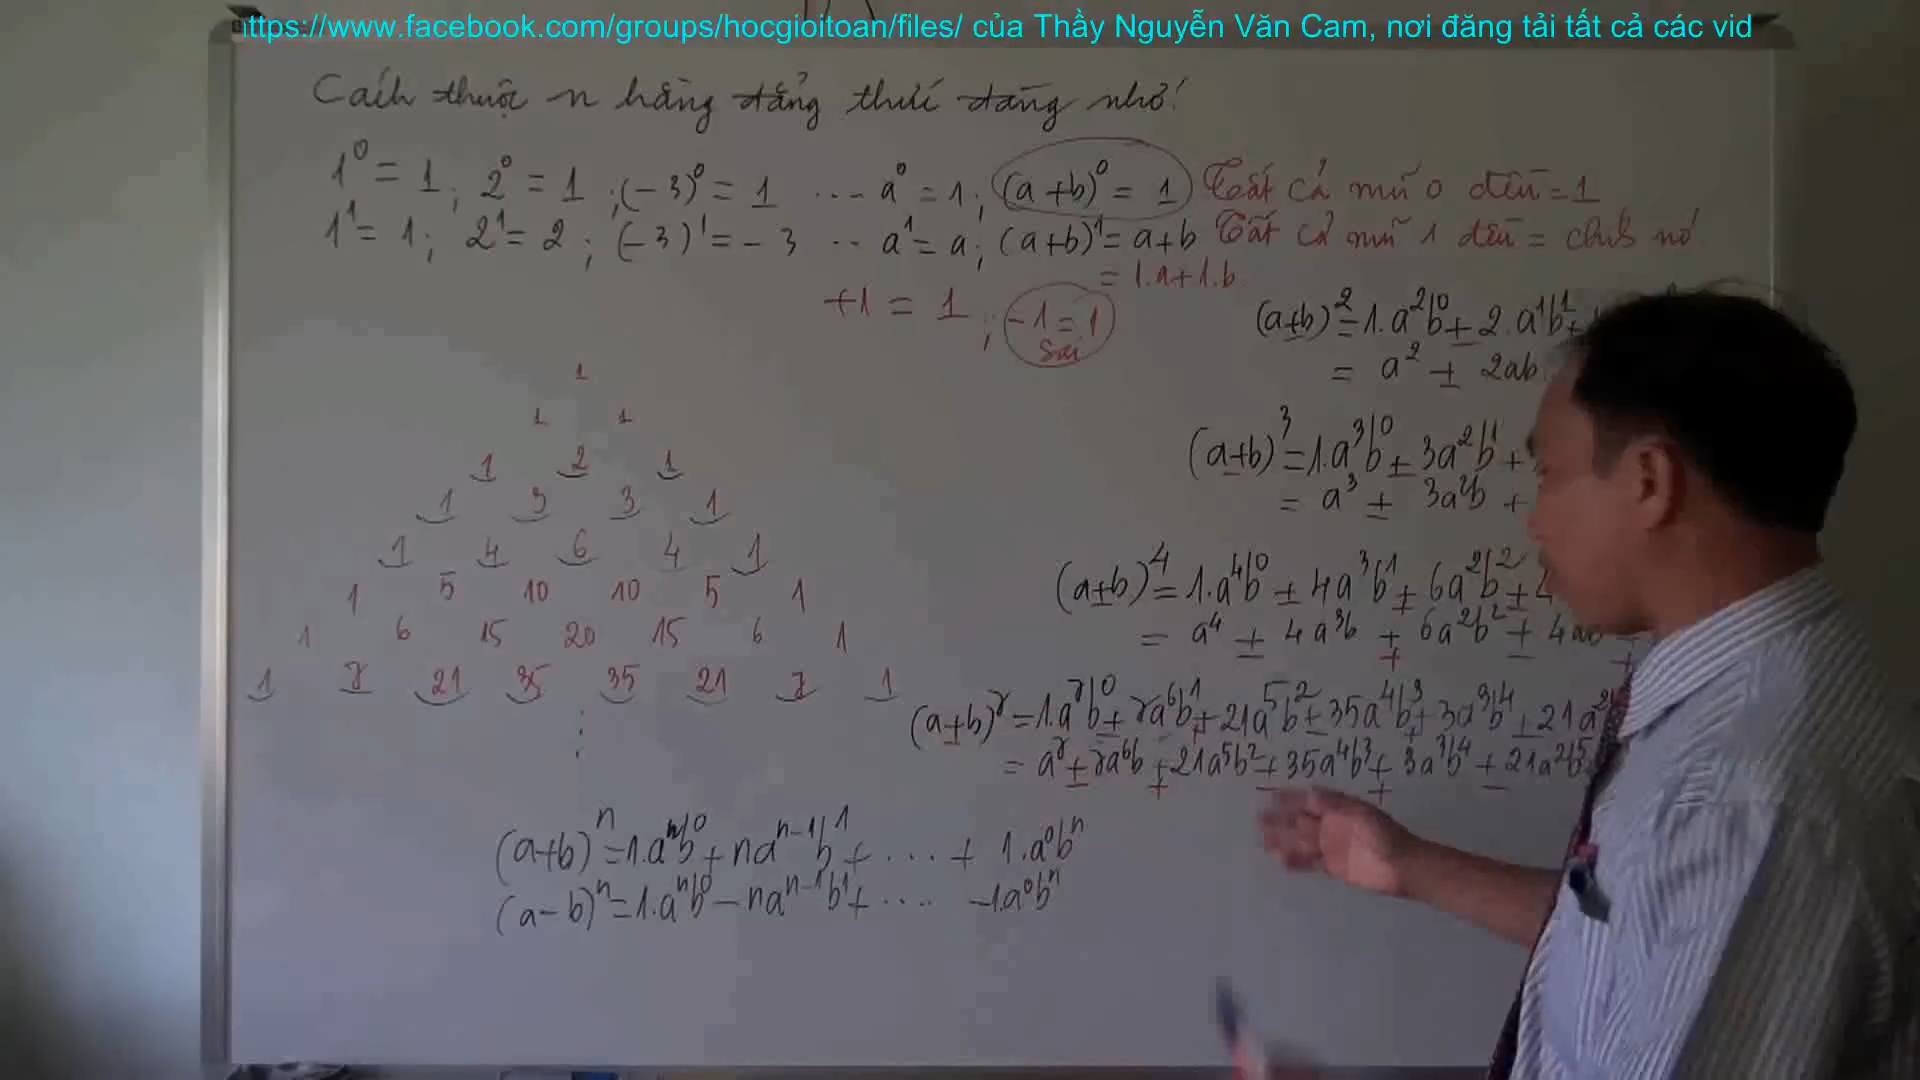 ttps://www.facebook.com/groups/hocgioitoan/files/ của Thầy Nguyễn Văn Cam, nơi đăng tải tất cả các vid
Cách thuộc n hằng đẳng thức đáng nhớ!
1⁰ = 1; 2⁰ = 1; (-3)⁰ = 1 ... a⁰ = 1; (a+b)⁰ = 1 Tất cả mũ 0 đều = 1
1¹ = 1; 2¹ = 2; (-3)¹ = -3 ... a¹ = a; (a+b)¹ = a+b Tất cả mũ 1 đều = chính nó
= 1.a+1.b
+1 = 1; -1 = 1
Sai
(a±b)² = 1.a²b⁰ ± 2.a¹b¹ +
= a² ± 2ab
(a±b)³ = 1.a³b⁰ ± 3a²b¹ +
= a³ ± 3a²b +
(a±b)⁴ = 1.a⁴b⁰ ± 4a³b¹ + 6a²b² ± 4
= a⁴ ± 4a³b + 6a²b² ± 4ab
(a±b)⁷ = 1.a⁷b⁰ ± 7a⁶b¹ + 21a⁵b² ± 35a⁴b³ + 3a³b⁴ ± 21a²
= a⁷ ± 7a⁶b + 21a⁵b² ± 35a⁴b³ + 3a³b⁴ ± 21a²b⁵
1
1 1
1 2 1
1 3 3 1
1 4 6 4 1
1 5 10 10 5 1
1 6 15 20 15 6 1
1 7 21 35 35 21 7 1
⋮
(a+b)ⁿ = 1.aⁿb⁰ + naⁿ⁻¹b¹ + .... + 1.a⁰bⁿ
(a-b)ⁿ = 1.aⁿb⁰ - naⁿ⁻¹b¹ + .... -1.a⁰bⁿ